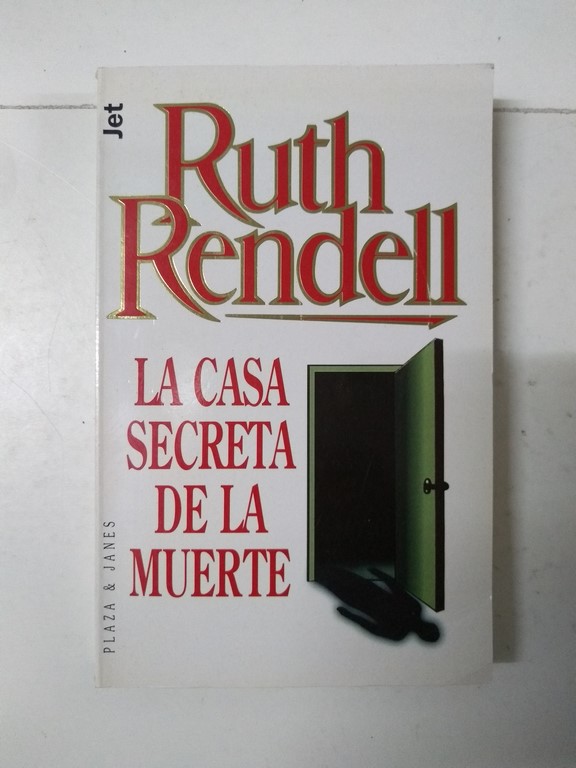 Jet
Ruth
Rendell
LA CASA
SECRETA
DE LA
MUERTE
PLAZA & JANES